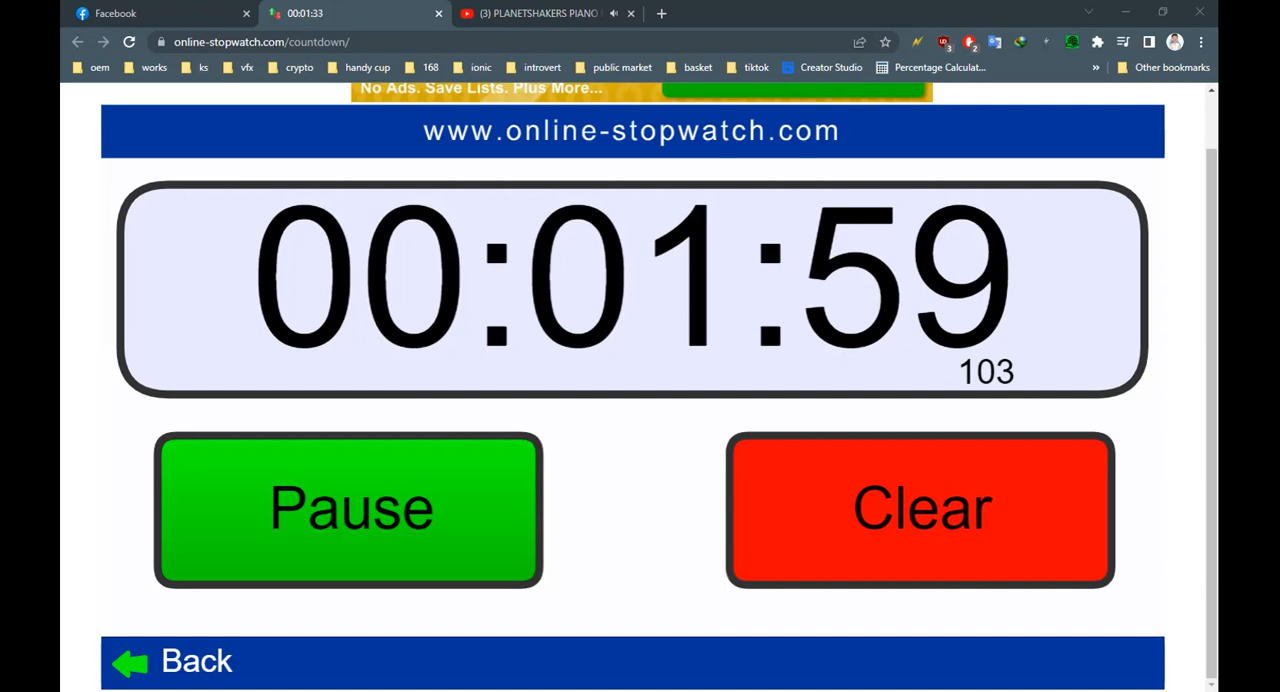 Facebook
00:01:33
(3) PLANETSHAKERS PIANO
online-stopwatch.com/countdown/
3
2
oem
works
ks
vfx
crypto
handy cup
168
ionic
introvert
public market
basket
tiktok
Creator Studio
Percentage Calculat...
»
Other bookmarks
No Ads. Save Lists. Plus More...
www.online-stopwatch.com
00:01:59
103
Pause
Clear
Back